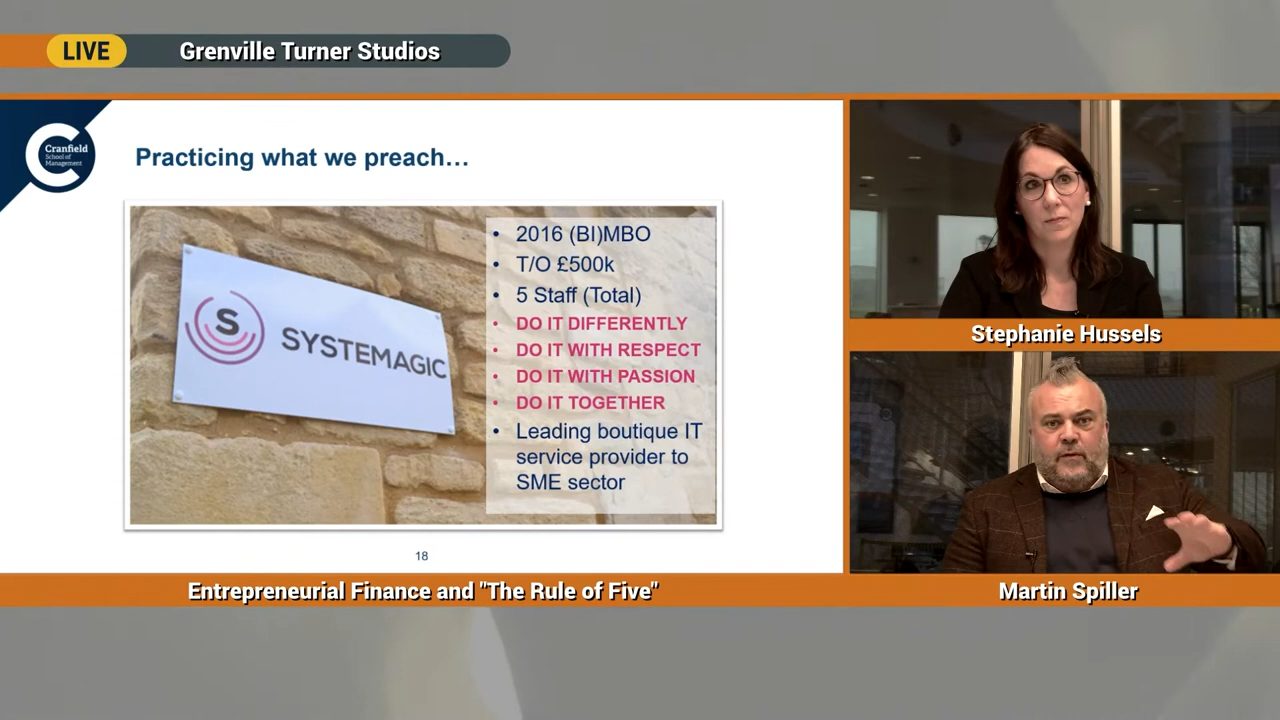 LIVE
Grenville Turner Studios
Cranfield
School of
Management
Practicing what we preach…
S
SYSTEMAGIC
• 2016 (BI)MBO
• T/O £500k
• 5 Staff (Total)
• DO IT DIFFERENTLY
• DO IT WITH RESPECT
• DO IT WITH PASSION
• DO IT TOGETHER
• Leading boutique IT
service provider to
SME sector
18
Stephanie Hussels
Entrepreneurial Finance and "The Rule of Five"
Martin Spiller